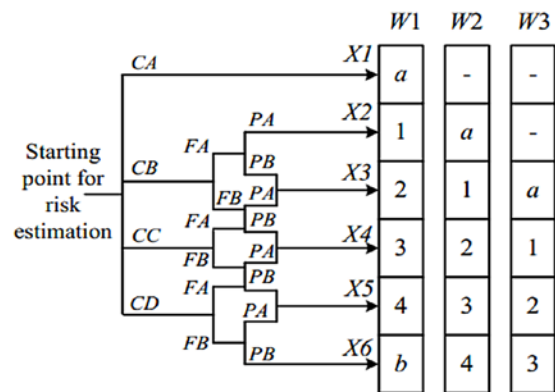 W1 W2 W3
CA X1 a - -
PA X2 1 a -
FA
PB
Starting point for risk estimation
CB X3 2 1 a
FB PA
PB
FA
CC PA X4 3 2 1
FB PB
FA
PA X5 4 3 2
CD
FB
PB X6 b 4 3